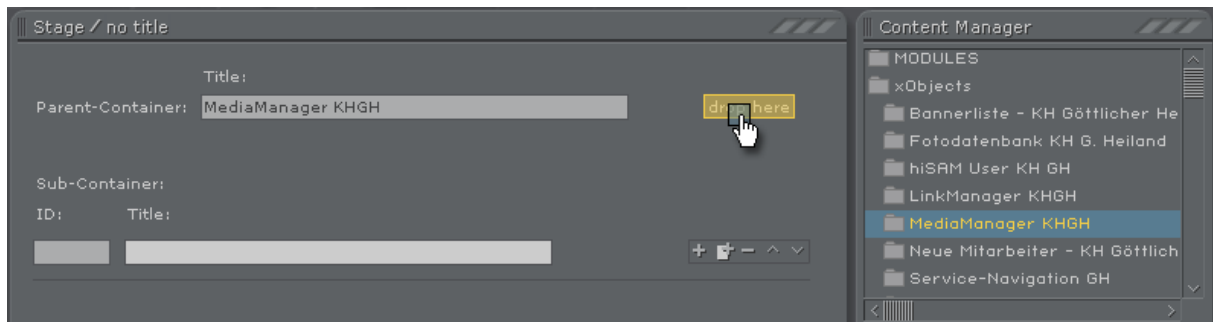 Stage / no title
Title:
Parent-Container: MediaManager KHGH drop here
Sub-Container:
ID: Title:
Content Manager
MODULES
xObjects
Bannerliste - KH Göttlicher He
Fotodatenbank KH G. Heiland
hiSAM User KH GH
LinkManager KHGH
MediaManager KHGH
Neue Mitarbeiter - KH Göttlich
Service-Navigation GH